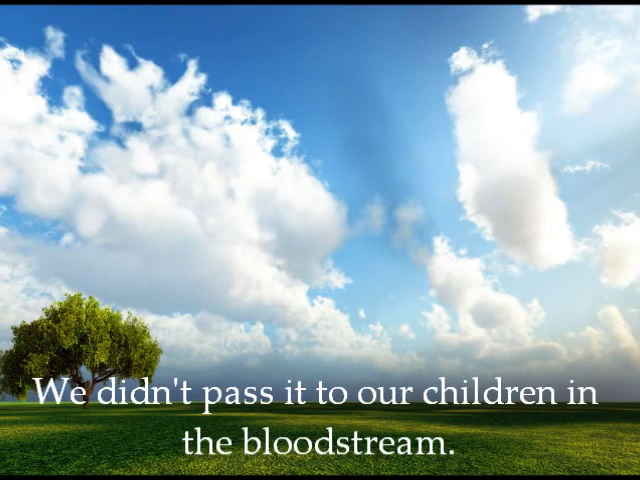 We didn't pass it to our children in
the bloodstream.